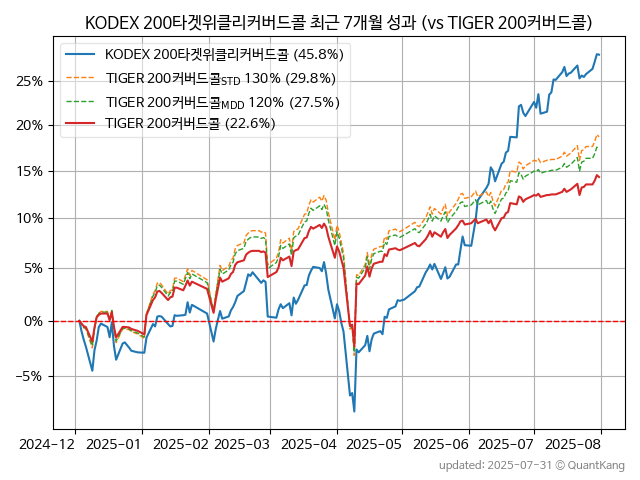 KODEX 200타겟위클리커버드콜 최근 7개월 성과 (vs TIGER 200커버드콜)
KODEX 200타겟위클리커버드콜 (45.8%)
TIGER 200커버드콜STD 130% (29.8%)
TIGER 200커버드콜MDD 120% (27.5%)
TIGER 200커버드콜 (22.6%)
25%
20%
15%
10%
5%
0%
−5%
2024-12 2025-01 2025-02 2025-03 2025-04 2025-05 2025-06 2025-07 2025-08
updated: 2025-07-31 © QuantKang